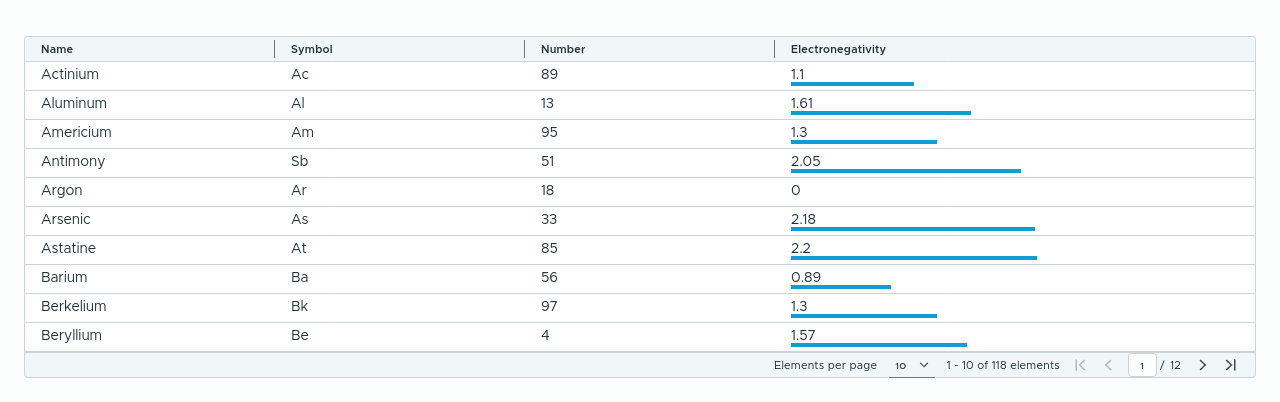 Name Symbol Number Electronegativity
Actinium Ac 89 1.1
Aluminum Al 13 1.61
Americium Am 95 1.3
Antimony Sb 51 2.05
Argon Ar 18 0
Arsenic As 33 2.18
Astatine At 85 2.2
Barium Ba 56 0.89
Berkelium Bk 97 1.3
Beryllium Be 4 1.57
Elements per page 10 1 - 10 of 118 elements 1 / 12